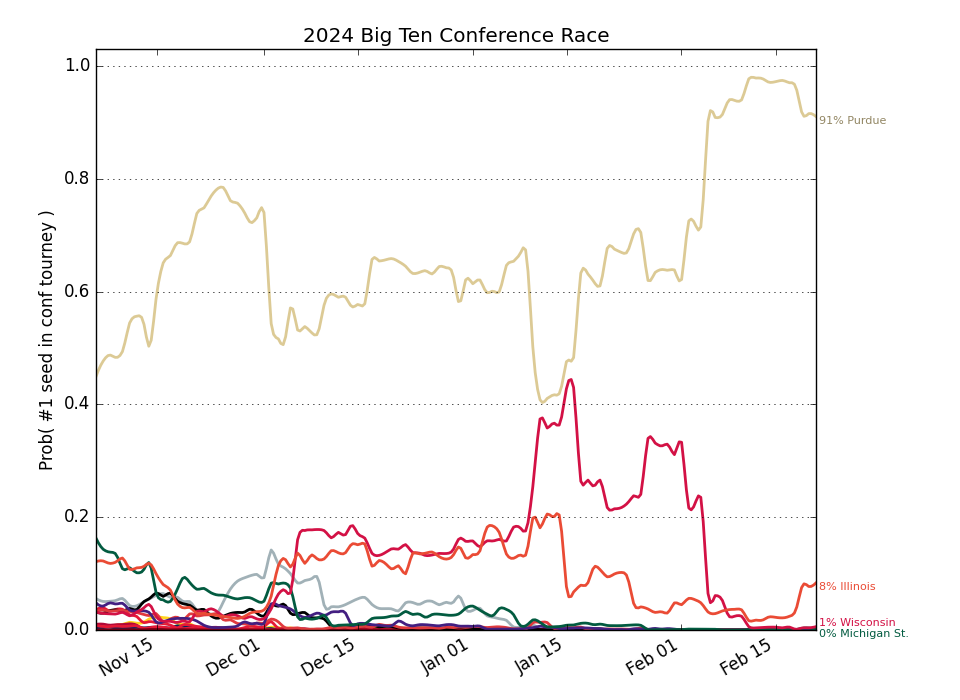 2024 Big Ten Conference Race
Prob( #1 seed in conf tourney )
1.0
0.8
0.6
0.4
0.2
0.0
91% Purdue
8% Illinois
1% Wisconsin
0% Michigan St.
Nov 15
Dec 01
Dec 15
Jan 01
Jan 15
Feb 01
Feb 15